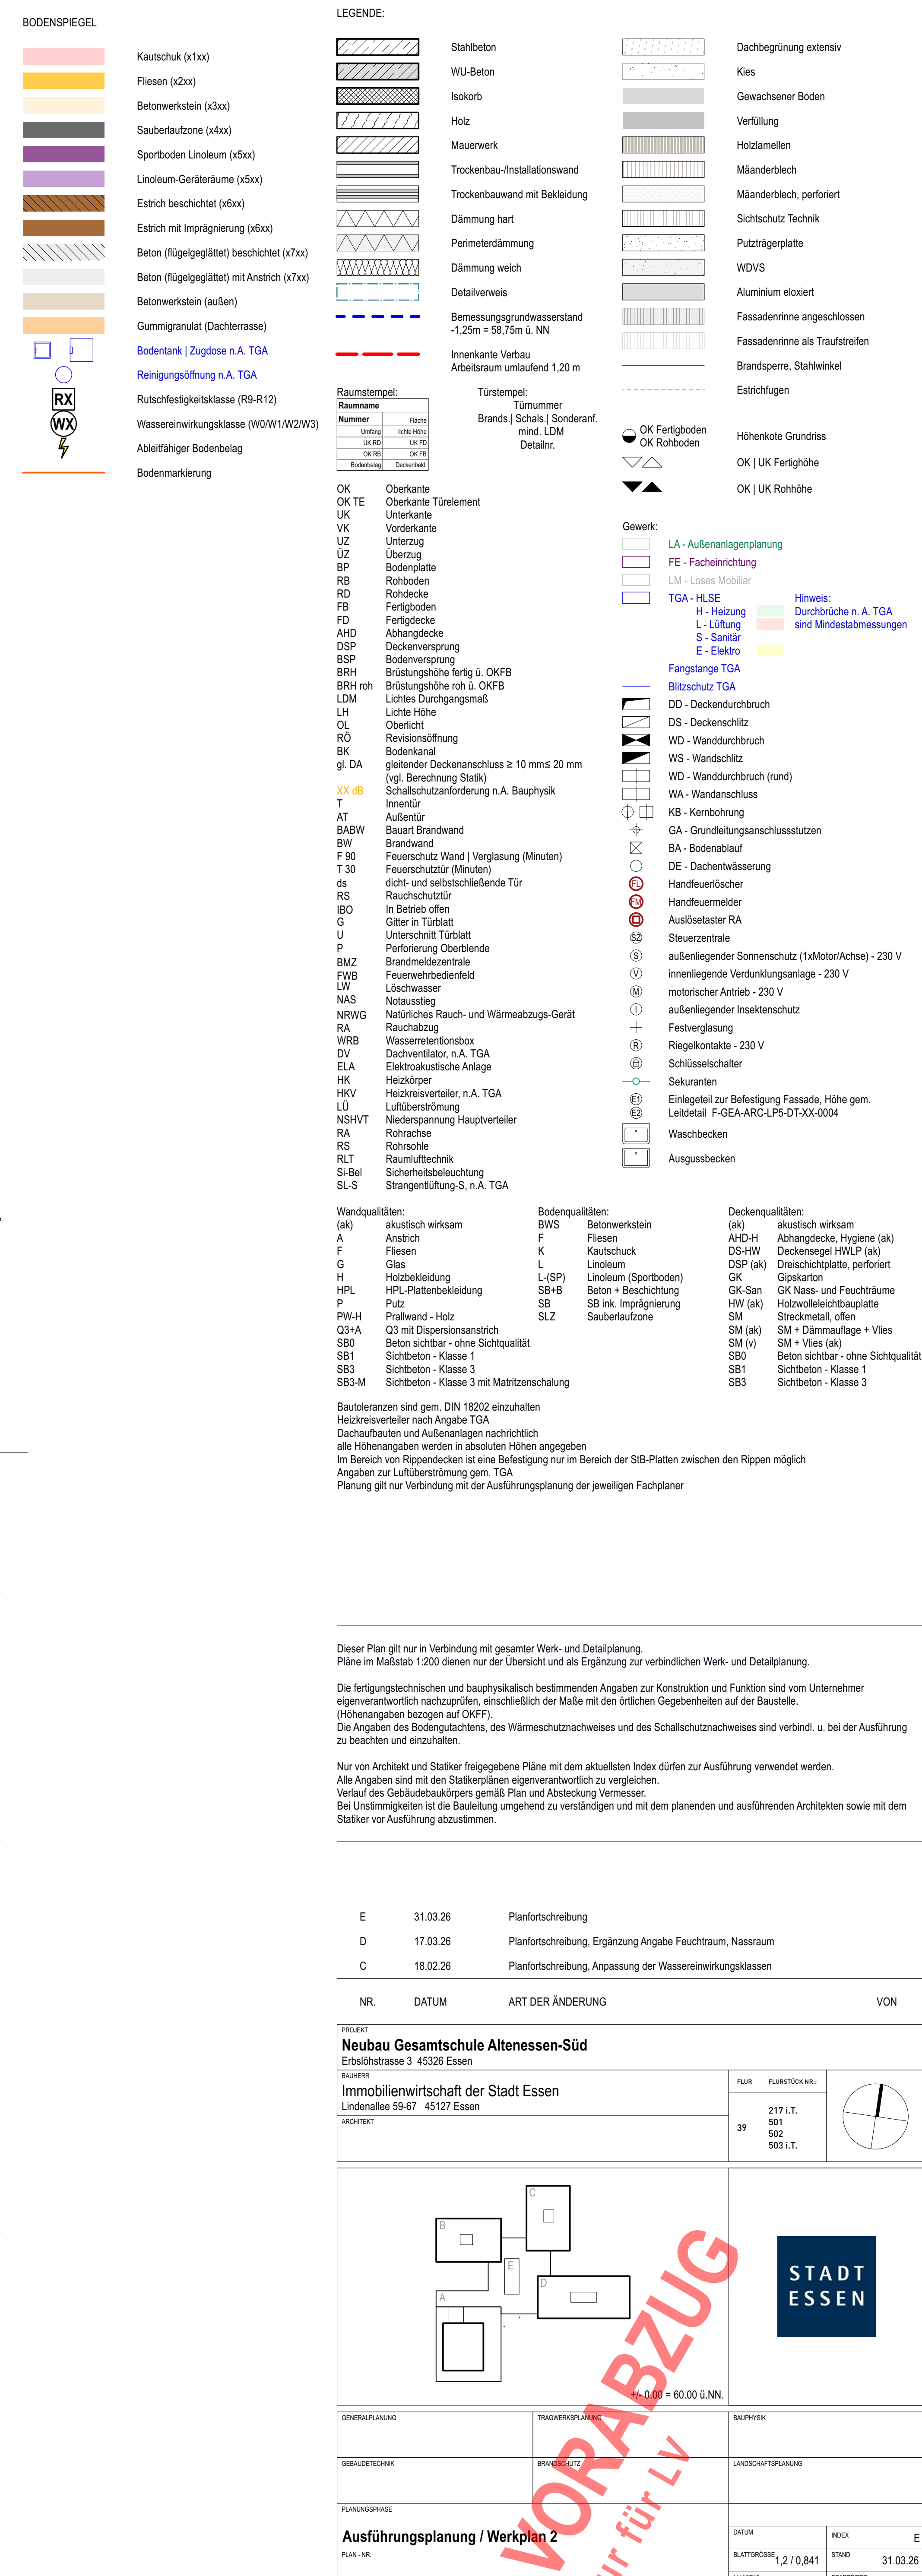 BODENSPIEGEL
Kautschuk (x1xx)
Fliesen (x2xx)
Betonwerkstein (x3xx)
Sauberlaufzone (x4xx)
Sportboden Linoleum (x5xx)
Linoleum-Geräteräume (x5xx)
Estrich beschichtet (x6xx)
Estrich mit Imprägnierung (x6xx)
Beton (flügelgeglättet) beschichtet (x7xx)
Beton (flügelgeglättet) mit Anstrich (x7xx)
Betonwerkstein (außen)
Gummigranulat (Dachterrasse)
Bodentank | Zugdose n.A. TGA
Reinigungsöffnung n.A. TGA
RX Rutschfestigkeitsklasse (R9-R12)
WX Wassereinwirkungsklasse (W0/W1/W2/W3)
Ableitfähiger Bodenbelag
Bodenmarkierung
LEGENDE:
Stahlbeton
WU-Beton
Isokorb
Holz
Mauerwerk
Trockenbau-/Installationswand
Trockenbauwand mit Bekleidung
Dämmung hart
Perimeterdämmung
Dämmung weich
Detailverweis
Bemessungsgrundwasserstand
-1,25m = 58,75m ü. NN
Innenkante Verbau
Arbeitsraum umlaufend 1,20 m
Dachbegrünung extensiv
Kies
Gewachsener Boden
Verfüllung
Holzlamellen
Mäanderblech
Mäanderblech, perforiert
Sichtschutz Technik
Putzträgerplatte
WDVS
Aluminium eloxiert
Fassadenrinne angeschlossen
Fassadenrinne als Traufstreifen
Brandsperre, Stahlwinkel
Estrichfugen
Raumstempel:
Raumname
Nummer Fläche
Umfang lichte Höhe
UK RD UK FD
OK RB OK FB
Bodenbelag Deckenbekl.
Türstempel:
Türnummer
Brands.| Schals.| Sonderanf.
mind. LDM
Detailnr.
OK Fertigboden
OK Rohboden
Höhenkote Grundriss
OK | UK Fertighöhe
OK | UK Rohhöhe
OK Oberkante
OK TE Oberkante Türelement
UK Unterkante
VK Vorderkante
UZ Unterzug
ÜZ Überzug
BP Bodenplatte
RB Rohboden
RD Rohdecke
FB Fertigboden
FD Fertigdecke
AHD Abhangdecke
DSP Deckenversprung
BSP Bodenversprung
BRH Brüstungshöhe fertig ü. OKFB
BRH roh Brüstungshöhe roh ü. OKFB
LDM Lichtes Durchgangsmaß
LH Lichte Höhe
OL Oberlicht
RÖ Revisionsöffnung
BK Bodenkanal
gl. DA gleitender Deckenanschluss ≥ 10 mm≤ 20 mm
(vgl. Berechnung Statik)
XX dB Schallschutzanforderung n.A. Bauphysik
T Innentür
AT Außentür
BABW Bauart Brandwand
BW Brandwand
F 90 Feuerschutz Wand | Verglasung (Minuten)
T 30 Feuerschutztür (Minuten)
ds dicht- und selbstschließende Tür
RS Rauchschutztür
IBO In Betrieb offen
G Gitter in Türblatt
U Unterschnitt Türblatt
P Perforierung Oberblende
BMZ Brandmeldezentrale
FWB Feuerwehrbedienfeld
LW Löschwasser
NAS Notausstieg
NRWG Natürliches Rauch- und Wärmeabzugs-Gerät
RA Rauchabzug
WRB Wasserretentionsbox
DV Dachventilator, n.A. TGA
ELA Elektroakustische Anlage
HK Heizkörper
HKV Heizkreisverteiler, n.A. TGA
LÜ Luftüberströmung
NSHVT Niederspannung Hauptverteiler
RA Rohrachse
RS Rohrsohle
RLT Raumlufttechnik
Si-Bel Sicherheitsbeleuchtung
SL-S Strangentlüftung-S, n.A. TGA
Gewerk:
LA - Außenanlagenplanung
FE - Facheinrichtung
LM - Loses Mobiliar
TGA - HLSE
H - Heizung
L - Lüftung
S - Sanitär
E - Elektro
Hinweis:
Durchbrüche n. A. TGA
sind Mindestabmessungen
Fangstange TGA
Blitzschutz TGA
DD - Deckendurchbruch
DS - Deckenschlitz
WD - Wanddurchbruch
WS - Wandschlitz
WD - Wanddurchbruch (rund)
WA - Wandanschluss
KB - Kernbohrung
GA - Grundleitungsanschlussstutzen
BA - Bodenablauf
DE - Dachentwässerung
FL Handfeuerlöscher
FM Handfeuermelder
Auslösetaster RA
SZ Steuerzentrale
S außenliegender Sonnenschutz (1xMotor/Achse) - 230 V
V innenliegende Verdunklungsanlage - 230 V
M motorischer Antrieb - 230 V
I außenliegender Insektenschutz
Festverglasung
R Riegelkontakte - 230 V
Schlüsselschalter
Sekuranten
E1 Einlegeteil zur Befestigung Fassade, Höhe gem.
E2 Leitdetail F-GEA-ARC-LP5-DT-XX-0004
Waschbecken
Ausgussbecken
Wandqualitäten:
(ak) akustisch wirksam
A Anstrich
F Fliesen
G Glas
H Holzbekleidung
HPL HPL-Plattenbekleidung
P Putz
PW-H Prallwand - Holz
Q3+A Q3 mit Dispersionsanstrich
SB0 Beton sichtbar - ohne Sichtqualität
SB1 Sichtbeton - Klasse 1
SB3 Sichtbeton - Klasse 3
SB3-M Sichtbeton - Klasse 3 mit Matritzenschalung
Bodenqualitäten:
BWS Betonwerkstein
F Fliesen
K Kautschuck
L Linoleum
L-(SP) Linoleum (Sportboden)
SB+B Beton + Beschichtung
SB SB ink. Imprägnierung
SLZ Sauberlaufzone
Deckenqualitäten:
(ak) akustisch wirksam
AHD-H Abhangdecke, Hygiene (ak)
DS-HW Deckensegel HWLP (ak)
DSP (ak) Dreischichtplatte, perforiert
GK Gipskarton
GK-San GK Nass- und Feuchträume
HW (ak) Holzwolleleichtbauplatte
SM Streckmetall, offen
SM (ak) SM + Dämmauflage + Vlies
SM (v) SM + Vlies (ak)
SB0 Beton sichtbar - ohne Sichtqualität
SB1 Sichtbeton - Klasse 1
SB3 Sichtbeton - Klasse 3
Bautoleranzen sind gem. DIN 18202 einzuhalten
Heizkreisverteiler nach Angabe TGA
Dachaufbauten und Außenanlagen nachrichtlich
alle Höhenangaben werden in absoluten Höhen angegeben
Im Bereich von Rippendecken ist eine Befestigung nur im Bereich der StB-Platten zwischen den Rippen möglich
Angaben zur Luftüberströmung gem. TGA
Planung gilt nur Verbindung mit der Ausführungsplanung der jeweiligen Fachplaner
Dieser Plan gilt nur in Verbindung mit gesamter Werk- und Detailplanung.
Pläne im Maßstab 1:200 dienen nur der Übersicht und als Ergänzung zur verbindlichen Werk- und Detailplanung.
Die fertigungstechnischen und bauphysikalisch bestimmenden Angaben zur Konstruktion und Funktion sind vom Unternehmer
eigenverantwortlich nachzuprüfen, einschließlich der Maße mit den örtlichen Gegebenheiten auf der Baustelle.
(Höhenangaben bezogen auf OKFF).
Die Angaben des Bodengutachtens, des Wärmeschutznachweises und des Schallschutznachweises sind verbindl. u. bei der Ausführung
zu beachten und einzuhalten.
Nur von Architekt und Statiker freigegebene Pläne mit dem aktuellsten Index dürfen zur Ausführung verwendet werden.
Alle Angaben sind mit den Statikerplänen eigenverantwortlich zu vergleichen.
Verlauf des Gebäudebaukörpers gemäß Plan und Absteckung Vermesser.
Bei Unstimmigkeiten ist die Bauleitung umgehend zu verständigen und mit dem planenden und ausführenden Architekten sowie mit dem
Statiker vor Ausführung abzustimmen.
E 31.03.26 Planfortschreibung
D 17.03.26 Planfortschreibung, Ergänzung Angabe Feuchtraum, Nassraum
C 18.02.26 Planfortschreibung, Anpassung der Wassereinwirkungsklassen
NR. DATUM ART DER ÄNDERUNG VON
PROJEKT
Neubau Gesamtschule Altenessen-Süd
Erbslöhstrasse 3 45326 Essen
BAUHERR
Immobilienwirtschaft der Stadt Essen
Lindenallee 59-67 45127 Essen
ARCHITEKT
FLUR FLURSTÜCK NR.:
39
217 i.T.
501
502
503 i.T.
C
B
E
D
A
+/- 0.00 = 60.00 ü.NN.
STADT
ESSEN
VORABZUG
nur für LV
GENERALPLANUNG
TRAGWERKSPLANUNG
BAUPHYSIK
GEBÄUDETECHNIK
BRANDSCHUTZ
LANDSCHAFTSPLANUNG
PLANUNGSPHASE
Ausführungsplanung / Werkplan 2
DATUM
INDEX E
PLAN - NR.
BLATTGRÖSSE 1,2 / 0,841
STAND 31.03.26